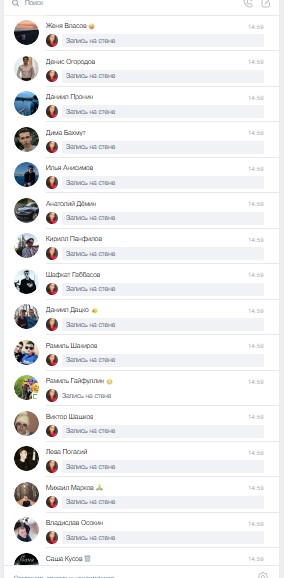 Поиск
Женя Власов
14:59
Запись на стене
Денис Огородов
14:59
Запись на стене
Даниил Пронин
14:59
Запись на стене
Дима Бахмут
14:59
Запись на стене
Илья Анисимов
14:59
Запись на стене
Анатолий Дёмин
14:59
Запись на стене
Кирилл Панфилов
14:59
Запись на стене
Шафкат Габбасов
14:59
Запись на стене
Даниил Дацко
14:59
Запись на стене
Рамиль Шакиров
14:59
Запись на стене
Рамиль Гайфуллин
14:59
Запись на стене
Виктор Шашков
14:59
Запись на стене
Лева Погасий
14:59
Запись на стене
Михаил Марков
14:59
Запись на стене
Владислав Осокин
14:59
Запись на стене
Саша Кусов
14:59